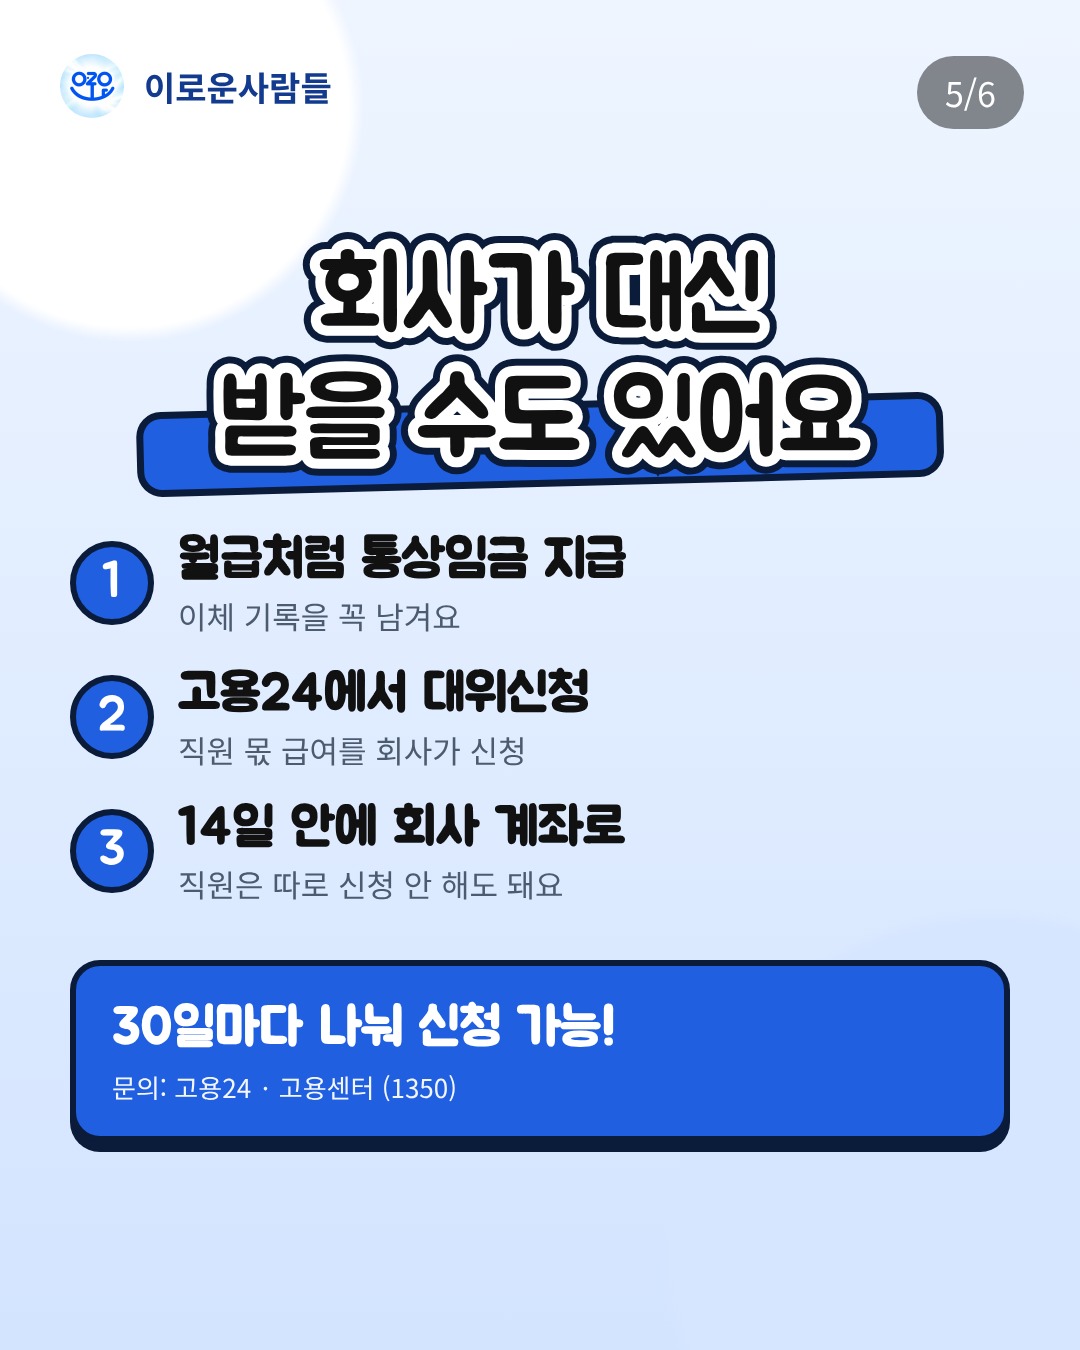 이로운사람들
5/6
회사가 대신
받을 수도 있어요
1
월급처럼 통상임금 지급
이체 기록을 꼭 남겨요
2
고용24에서 대위신청
직원 몫 급여를 회사가 신청
3
14일 안에 회사 계좌로
직원은 따로 신청 안 해도 돼요
30일마다 나눠 신청 가능!
문의: 고용24 · 고용센터 (1350)